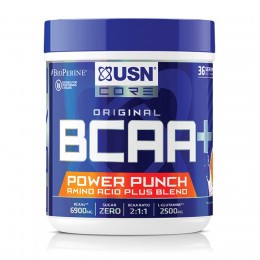 BIOPERINE®
USN®
CORE
36
ORIGINAL
BCAA+
POWER PUNCH
AMINO ACID PLUS BLEND
BCAAs SUGAR BCAA RATIO L-GLUTAMINE
6900MG ZERO 2:1:1 2500MG